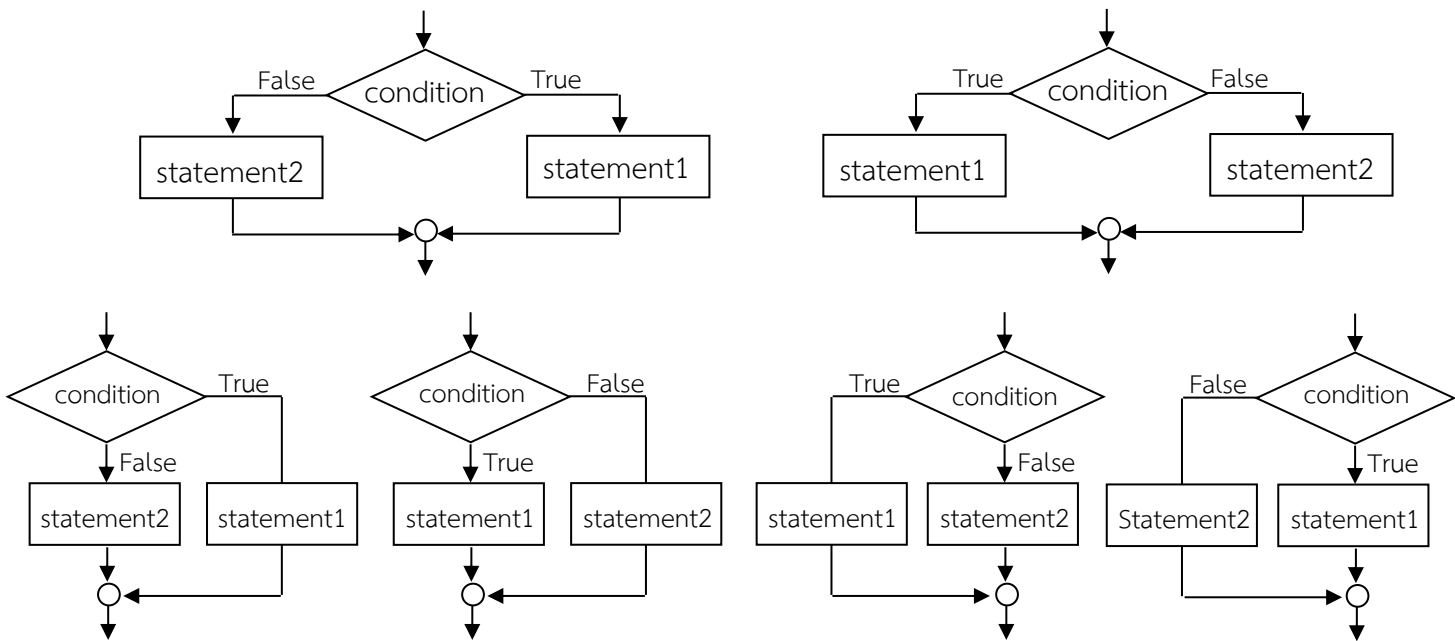 False True
condition
statement2 statement1
True False
condition
statement1 statement2
condition True
False
statement2 statement1
condition False
True
statement1 statement2
True condition
False
statement1 statement2
False condition
True
Statement2 statement1